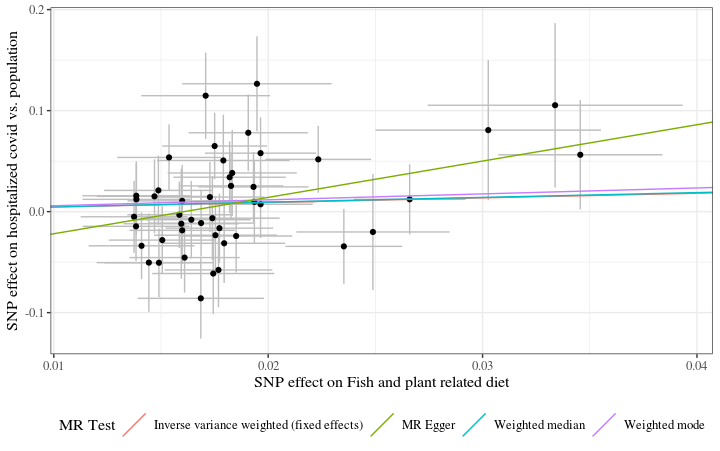 SNP effect on hospitalized covid vs. population
0.2
0.1
0.0
-0.1
0.01
0.02
0.03
0.04
SNP effect on Fish and plant related diet
MR Test
Inverse variance weighted (fixed effects)
MR Egger
Weighted median
Weighted mode